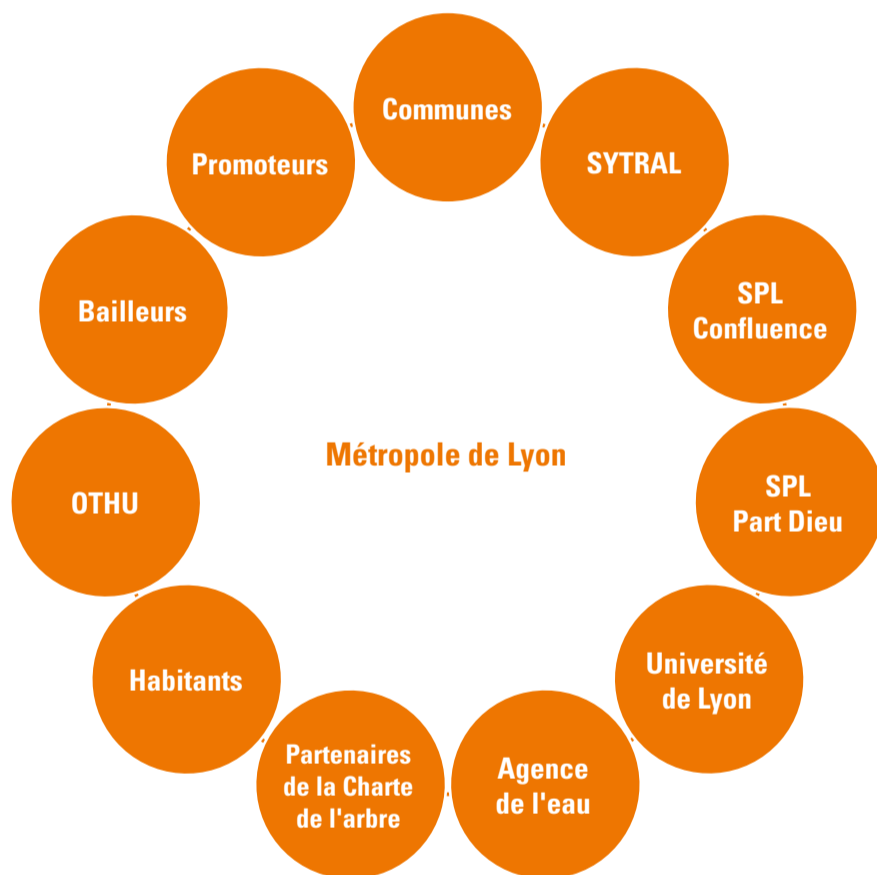 Communes
SYTRAL
SPL
Confluence
SPL
Part Dieu
Université
de Lyon
Agence
de l'eau
Partenaires
de la Charte
de l'arbre
Habitants
OTHU
Bailleurs
Promoteurs
Métropole de Lyon